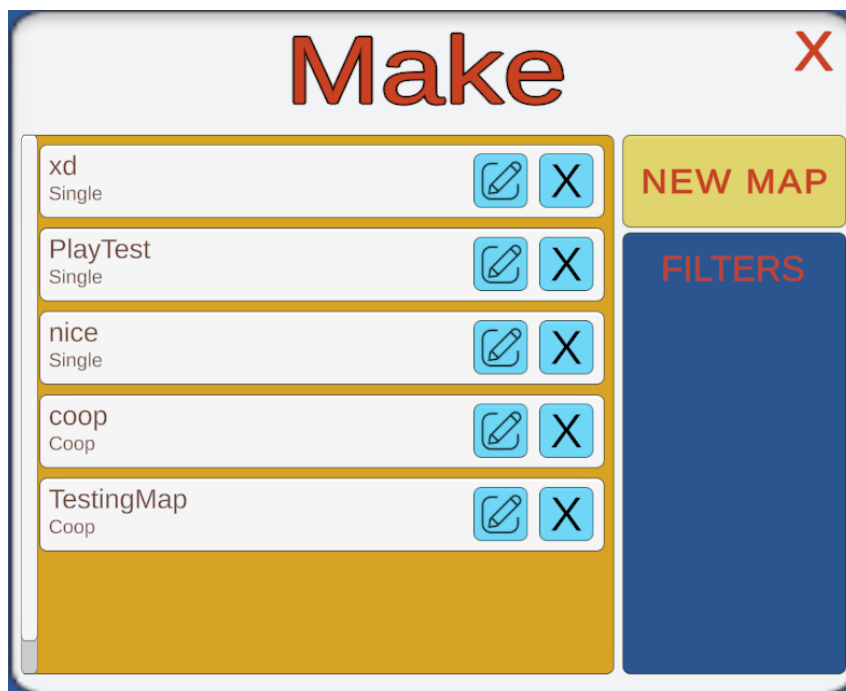 Make
X
xd
Single
X
PlayTest
Single
X
nice
Single
X
coop
Coop
X
TestingMap
Coop
X
NEW MAP
FILTERS